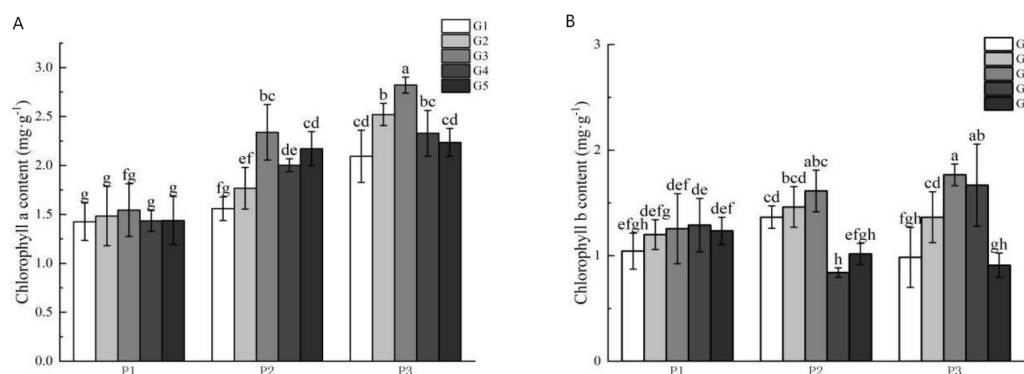 A
Chlorophyll a content (mg·g⁻¹)
3.0
2.5
2.0
1.5
1.0
0.5
0.0
G1
G2
G3
G4
G5
g
g
fg
g
g
fg
ef
bc
de
cd
cd
b
a
bc
cd
P1
P2
P3
B
Chlorophyll b content (mg·g⁻¹)
3
2
1
0
G
G
G
G
G
efgh
defg
def
de
def
bcd
abc
h
efgh
fgh
cd
a
ab
gh
P1
P2
P3